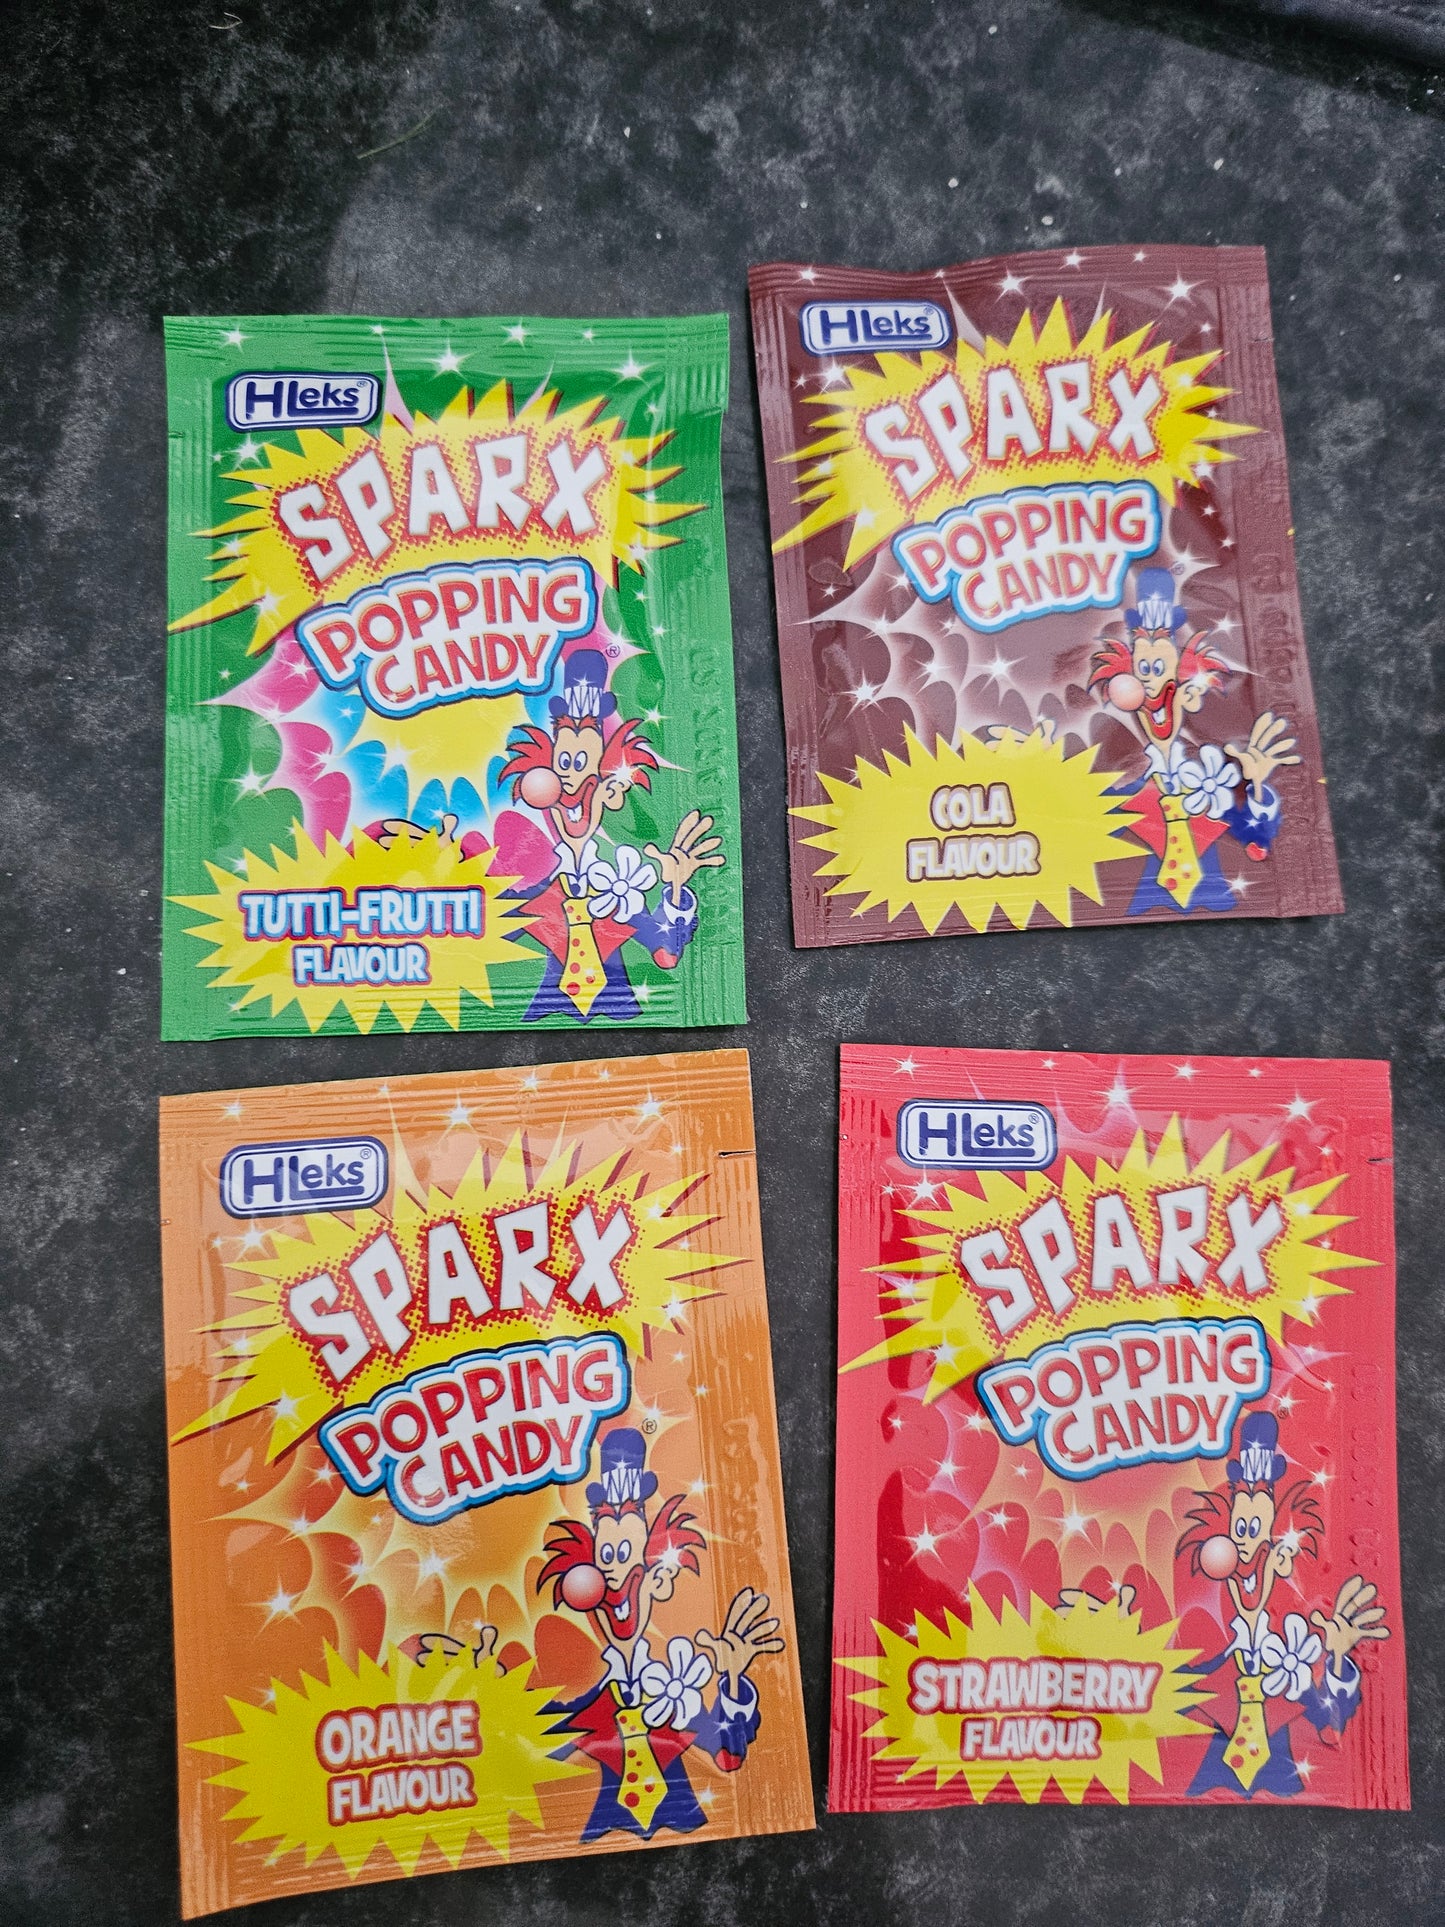 HLeks®
SPARX
POPPING
CANDY
®
TUTTI-FRUTTI
FLAVOUR
HLeks®
SPARX
POPPING
CANDY
®
COLA
FLAVOUR
HLeks®
SPARX
POPPING
CANDY
®
ORANGE
FLAVOUR
HLeks®
SPARX
POPPING
CANDY
®
STRAWBERRY
FLAVOUR